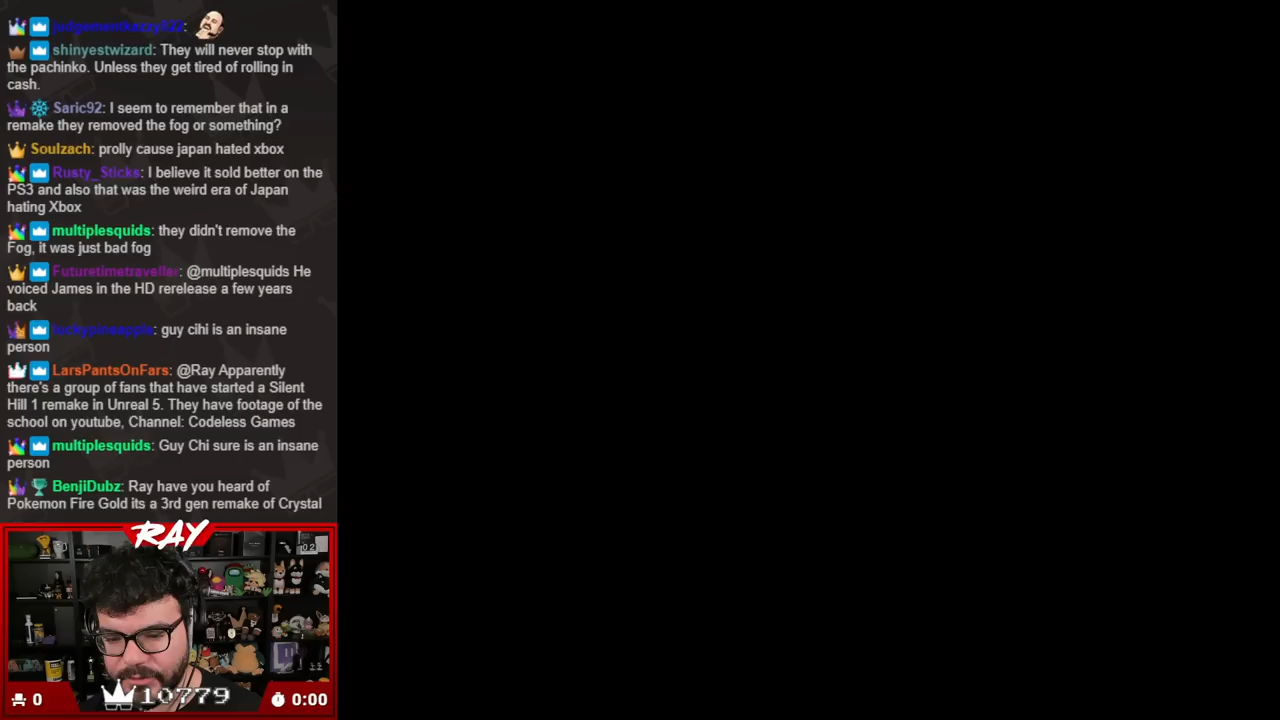 judgementkazzy022:
shinyestwizard: They will never stop with
the pachinko. Unless they get tired of rolling in
cash.
Saric92: I seem to remember that in a
remake they removed the fog or something?
Soulzach: prolly cause japan hated xbox
Rusty_Sticks: I believe it sold better on the
PS3 and also that was the weird era of Japan
hating Xbox
multiplesquids: they didn't remove the
Fog, it was just bad fog
Futuretimetraveller: @multiplesquids He
voiced James in the HD rerelease a few years
back
luckypineapple: guy cihi is an insane
person
LarsPantsOnFars: @Ray Apparently
there's a group of fans that have started a Silent
Hill 1 remake in Unreal 5. They have footage of the
school on youtube, Channel: Codeless Games
multiplesquids: Guy Chi sure is an insane
person
BenjiDubz: Ray have you heard of
Pokemon Fire Gold its a 3rd gen remake of Crystal
RAY
0
10779
0:00